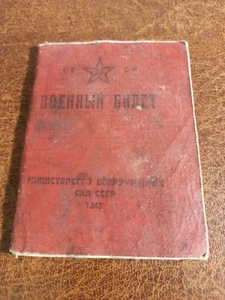 ВОЕННЫЙ БИЛЕТ
МИНИСТЕРСТВО ВООРУЖЕННЫХ
СИЛ СССР